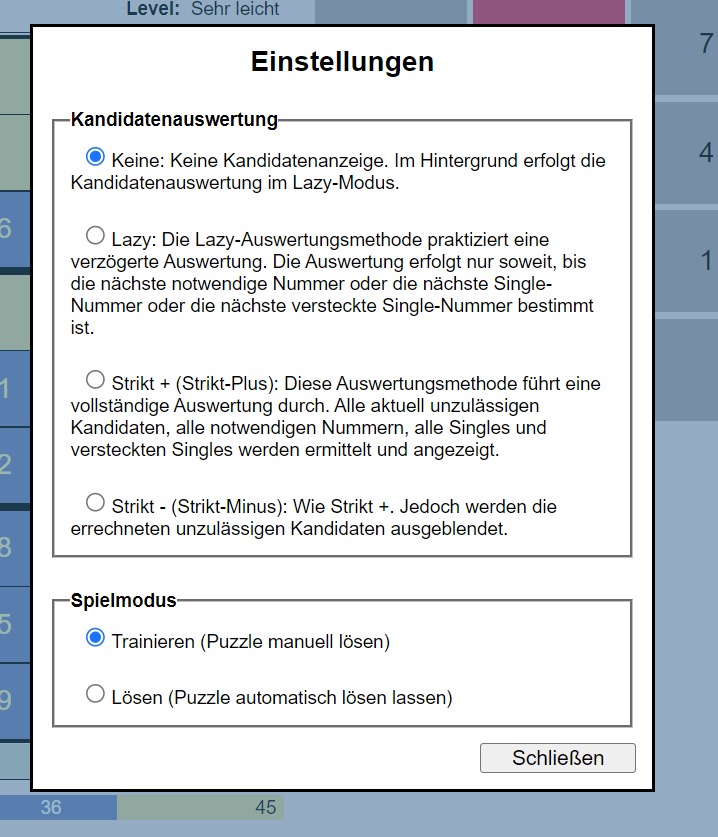 Level: Sehr leicht
Einstellungen
7
Kandidatenauswertung
Keine: Keine Kandidatenanzeige. Im Hintergrund erfolgt die
Kandidatenauswertung im Lazy-Modus.
4
6
Lazy: Die Lazy-Auswertungsmethode praktiziert eine
verzögerte Auswertung. Die Auswertung erfolgt nur soweit, bis
1
die nächste notwendige Nummer oder die nächste Single-
Nummer oder die nächste versteckte Single-Nummer bestimmt
ist.
1
Strikt + (Strikt-Plus): Diese Auswertungsmethode führt eine
vollständige Auswertung durch. Alle aktuell unzulässigen
Kandidaten, alle notwendigen Nummern, alle Singles und
versteckten Singles werden ermittelt und angezeigt.
2
Strikt - (Strikt-Minus): Wie Strikt +. Jedoch werden die
errechneten unzulässigen Kandidaten ausgeblendet.
8
Spielmodus
5
Trainieren (Puzzle manuell lösen)
Lösen (Puzzle automatisch lösen lassen)
9
Schließen
36
45